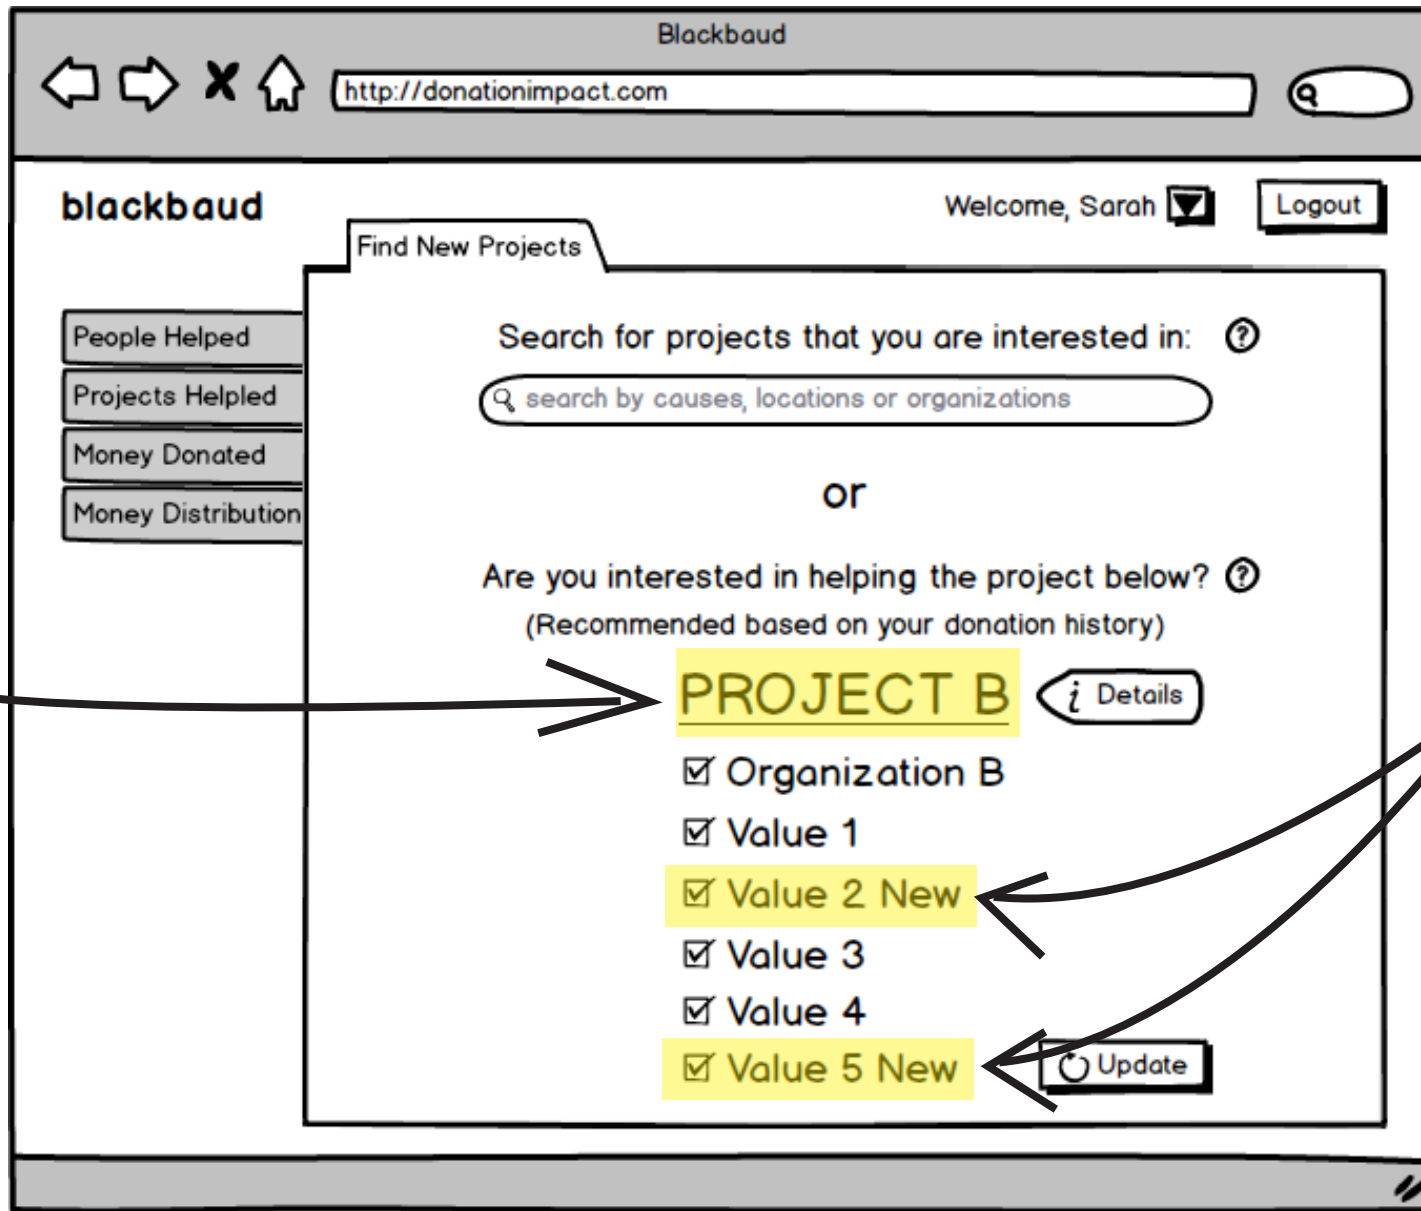 Blackbaud
http://donationimpact.com
blackbaud
Welcome, Sarah
Logout
Find New Projects
People Helped
Projects Helpled
Money Donated
Money Distribution
Search for projects that you are interested in:
?
search by causes, locations or organizations
or
Are you interested in helping the project below?
?
(Recommended based on your donation history)
PROJECT B
i Details
Organization B
Value 1
Value 2 New
Value 3
Value 4
Value 5 New
Update